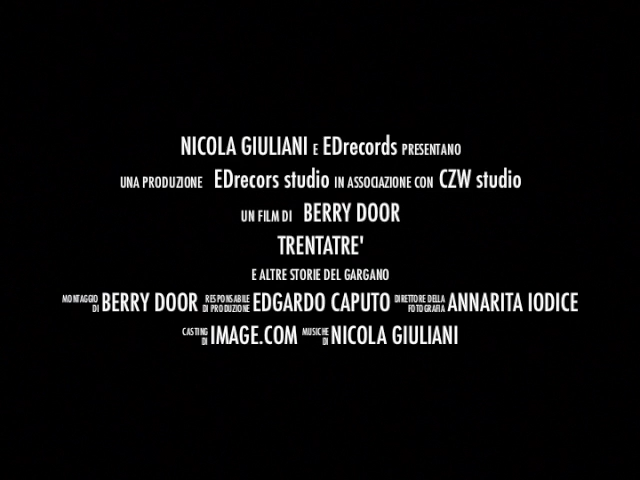 NICOLA GIULIANI E EDrecords PRESENTANO
UNA PRODUZIONE EDrecors studio IN ASSOCIAZIONE CON CZW studio
UN FILM DI BERRY DOOR
TRENTATRE'
E ALTRE STORIE DEL GARGANO
MONTAGGIO DI BERRY DOOR RESPONSABILE DI PRODUZIONE EDGARDO CAPUTO DIRETTORE DELLA FOTOGRAFIA ANNARITA IODICE
CASTING DI IMAGE.COM MUSICHE DI NICOLA GIULIANI